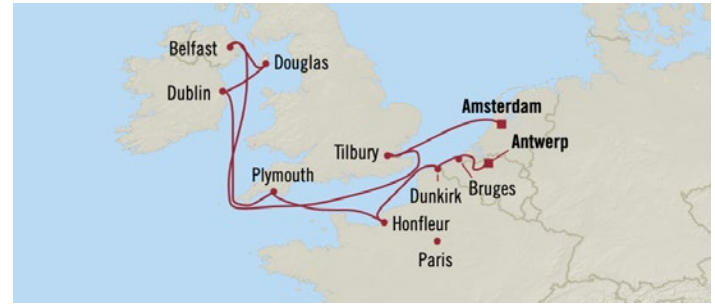 Belfast
Douglas
Dublin
Amsterdam
Tilbury
Antwerp
Plymouth
Dunkirk
Bruges
Honfleur
Paris